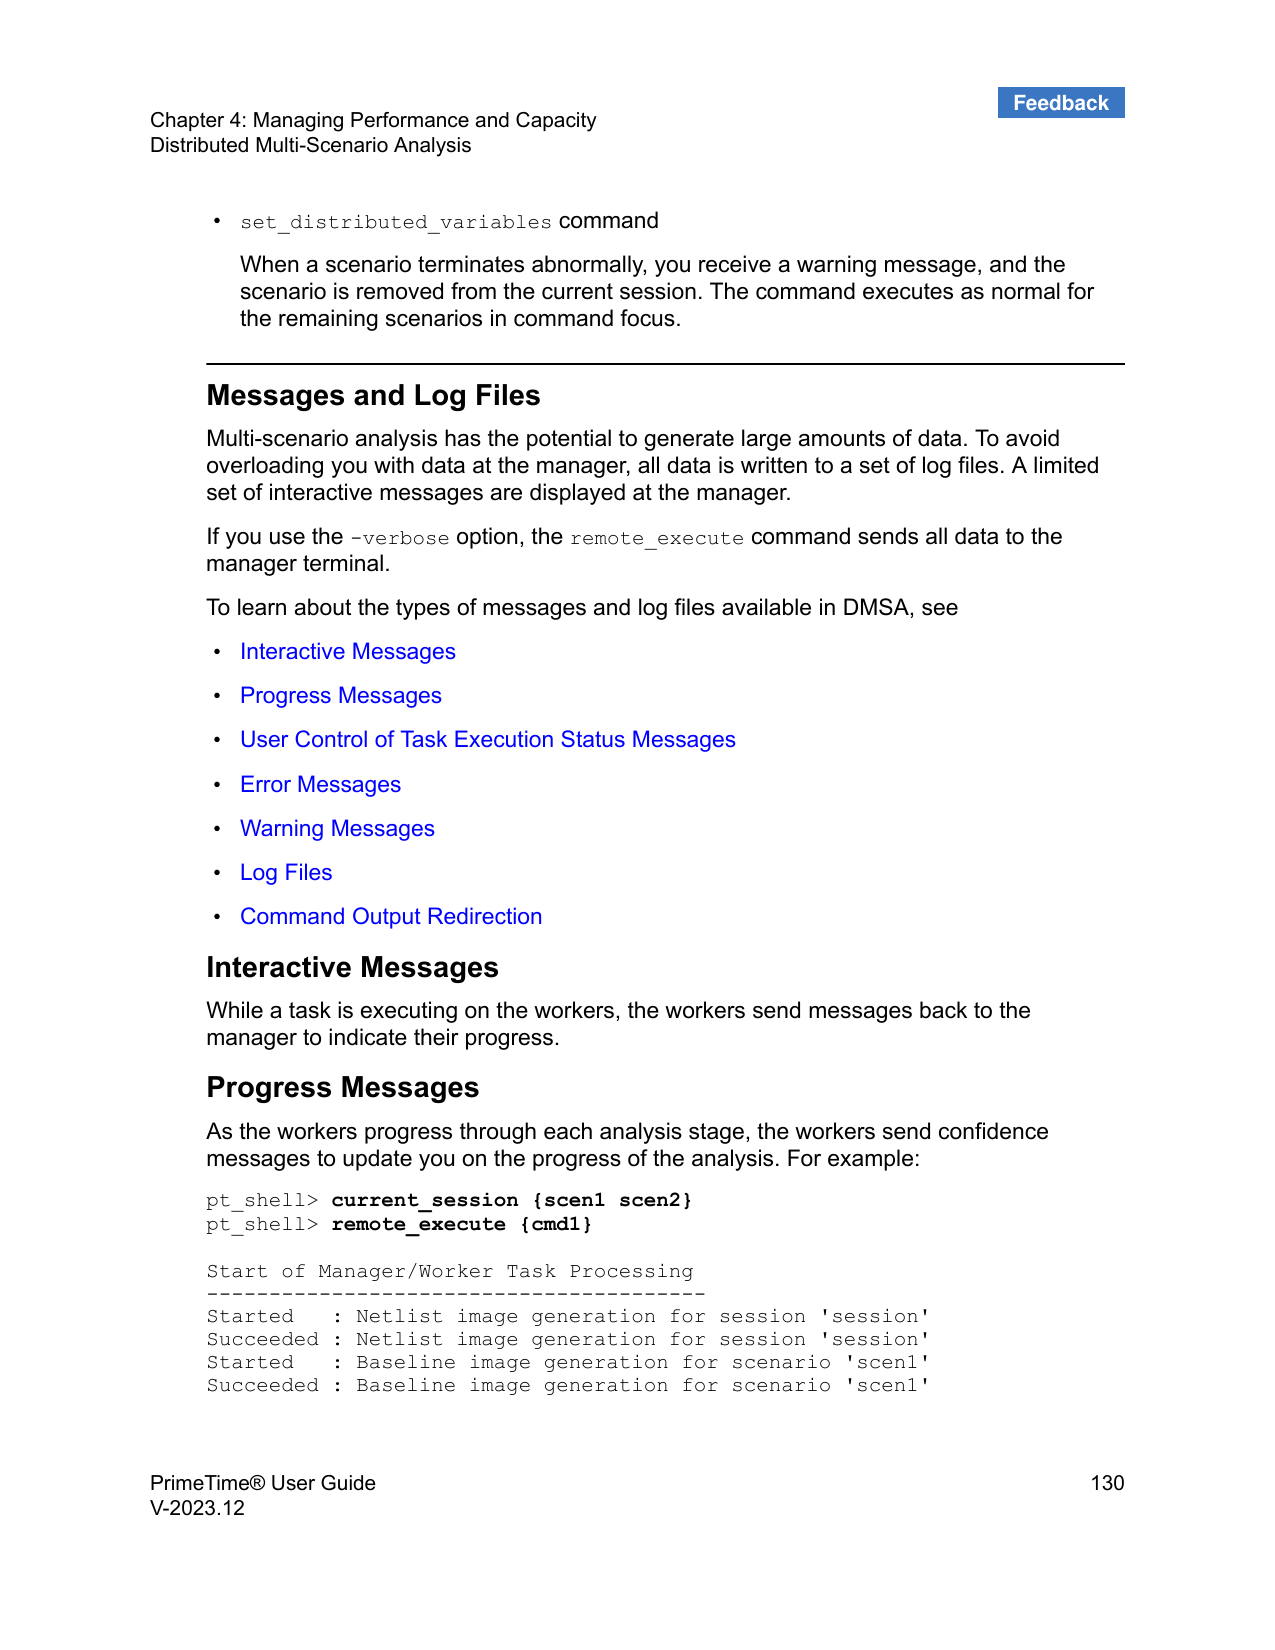 Feedback
Chapter 4: Managing Performance and Capacity
Distributed Multi-Scenario Analysis
• set_distributed_variables command
When a scenario terminates abnormally, you receive a warning message, and the
scenario is removed from the current session. The command executes as normal for
the remaining scenarios in command focus.
Messages and Log Files
Multi-scenario analysis has the potential to generate large amounts of data. To avoid
overloading you with data at the manager, all data is written to a set of log files. A limited
set of interactive messages are displayed at the manager.
If you use the -verbose option, the remote_execute command sends all data to the
manager terminal.
To learn about the types of messages and log files available in DMSA, see
• Interactive Messages
• Progress Messages
• User Control of Task Execution Status Messages
• Error Messages
• Warning Messages
• Log Files
• Command Output Redirection
Interactive Messages
While a task is executing on the workers, the workers send messages back to the
manager to indicate their progress.
Progress Messages
As the workers progress through each analysis stage, the workers send confidence
messages to update you on the progress of the analysis. For example:
pt_shell> current_session {scen1 scen2}
pt_shell> remote_execute {cmd1}
Start of Manager/Worker Task Processing
----------------------------------------
Started   : Netlist image generation for session 'session'
Succeeded : Netlist image generation for session 'session'
Started   : Baseline image generation for scenario 'scen1'
Succeeded : Baseline image generation for scenario 'scen1'
PrimeTime® User Guide 130
V-2023.12